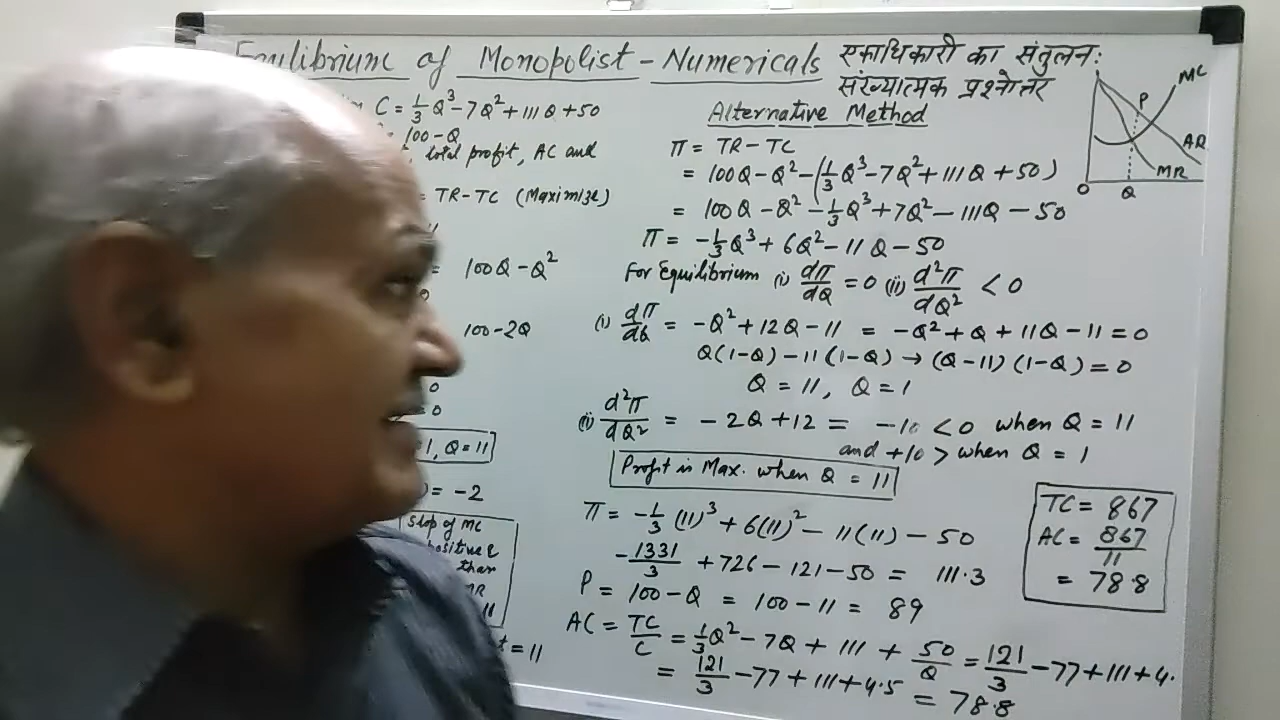 Equilibrium of Monopolist - Numericals एकाधिकारी का संतुलन:
संख्यात्मक प्रश्नोत्तर
C = 1/3 Q³ - 7Q² + 111Q + 50
100 - Q
total profit, AC and
= TR - TC (Maximize)
= 100Q - Q²
100 - 2Q
0
= 0
1, Q = 11
) = -2
Slop of MC
positive &
than
MR
11
= 11
Alternative Method
π = TR - TC
= 100Q - Q² - (1/3 Q³ - 7Q² + 111Q + 50)
= 100Q - Q² - 1/3 Q³ + 7Q² - 111Q - 50
π = -1/3 Q³ + 6Q² - 11Q - 50
For Equilibrium (i) dπ/dQ = 0 (ii) d²π/dQ² < 0
(i) dπ/dQ = -Q² + 12Q - 11 = -Q² + Q + 11Q - 11 = 0
Q(1-Q) - 11(1-Q) → (Q-11)(1-Q) = 0
Q = 11, Q = 1
(ii) d²π/dQ² = -2Q + 12 = -10 < 0 when Q = 11
and +10 > when Q = 1
Profit is Max. when Q = 11
π = -1/3 (11)³ + 6(11)² - 11(11) - 50
-1331/3 + 726 - 121 - 50 = 111.3
P = 100 - Q = 100 - 11 = 89
AC = TC/C = 1/3 Q² - 7Q + 111 + 50/Q = 121/3 - 77 + 111 + 4.
= 121/3 - 77 + 111 + 4.5 = 78.8
TC = 867
AC = 867/11
= 78.8
MC
P
AR
MR
O
Q